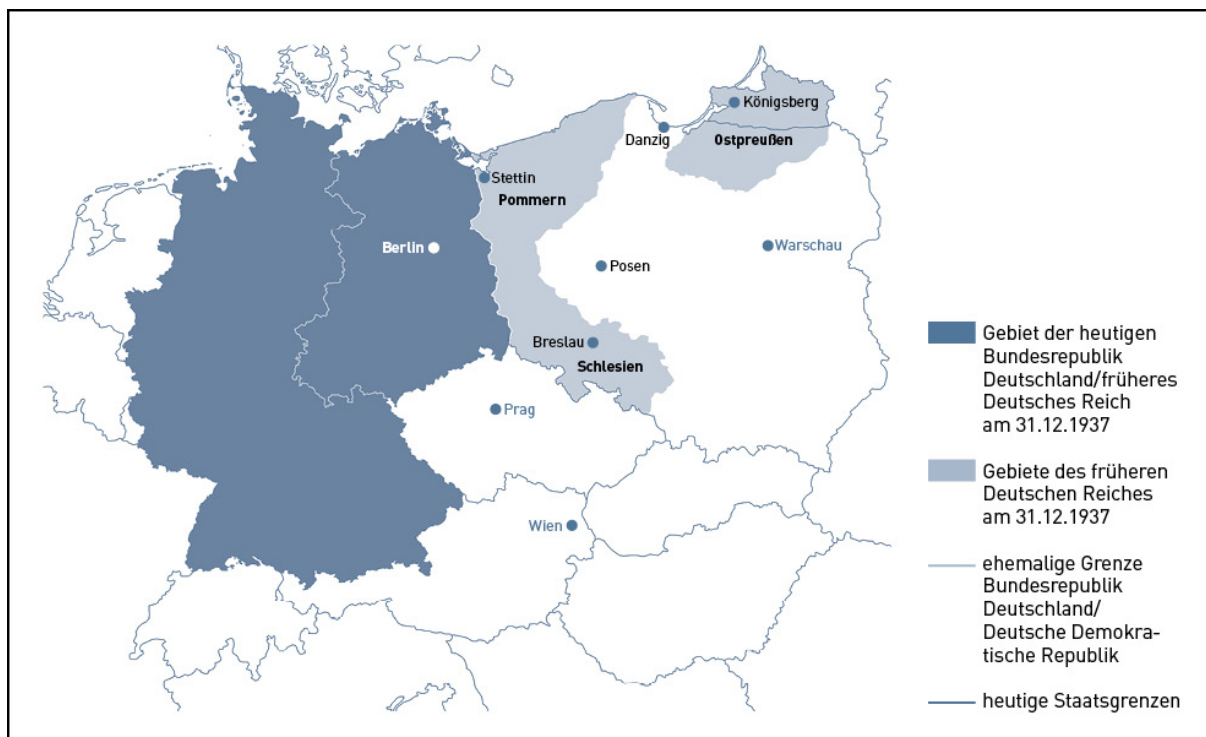 Königsberg
Danzig
Ostpreußen
Stettin
Pommern
Berlin
Warschau
Posen
Breslau
Schlesien
Prag
Wien
Gebiet der heutigen
Bundesrepublik
Deutschland/früheres
Deutsches Reich
am 31.12.1937
Gebiete des früheren
Deutschen Reiches
am 31.12.1937
ehemalige Grenze
Bundesrepublik
Deutschland/
Deutsche Demokra-
tische Republik
heutige Staatsgrenzen